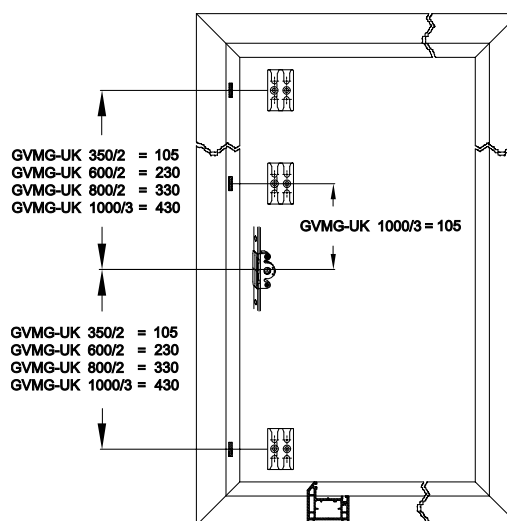 GVMG-UK 350/2 = 105
GVMG-UK 600/2 = 230
GVMG-UK 800/2 = 330
GVMG-UK 1000/3 = 430
GVMG-UK 1000/3 = 105
GVMG-UK 350/2 = 105
GVMG-UK 600/2 = 230
GVMG-UK 800/2 = 330
GVMG-UK 1000/3 = 430